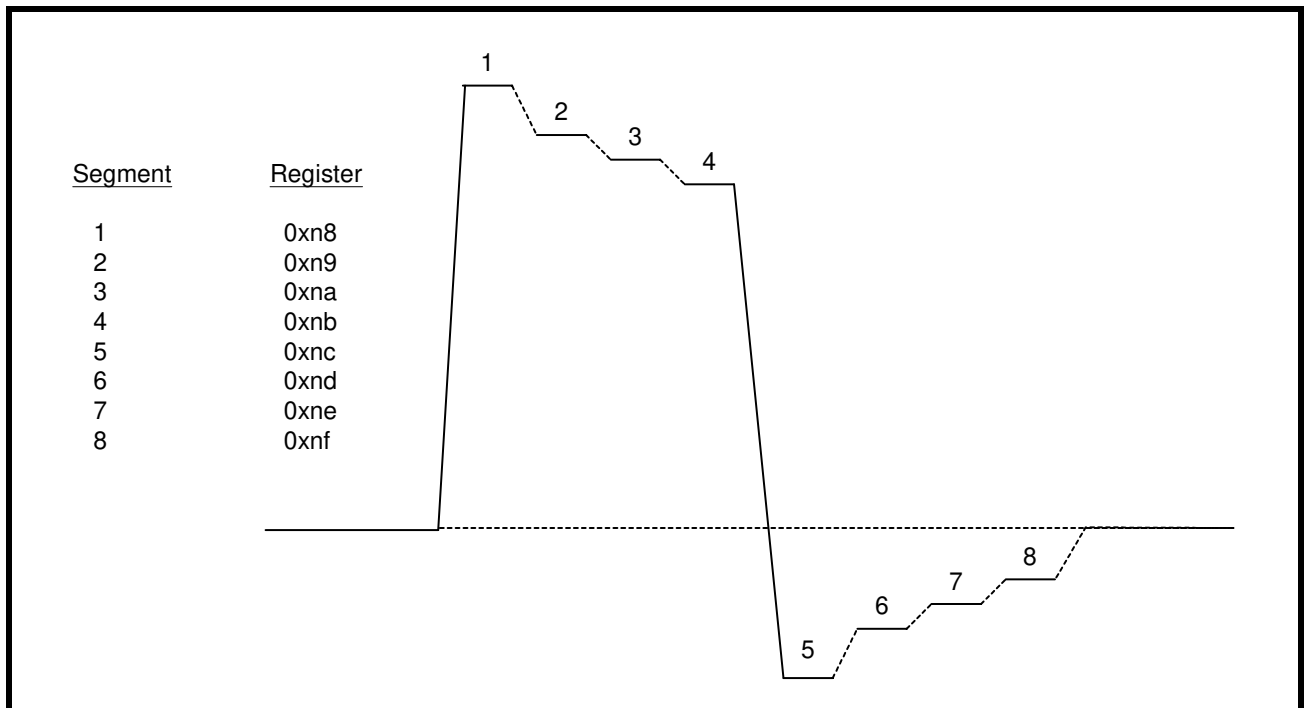 Segment Register
1 0xn8
2 0xn9
3 0xna
4 0xnb
5 0xnc
6 0xnd
7 0xne
8 0xnf
1
2
3
4
5
6
7
8